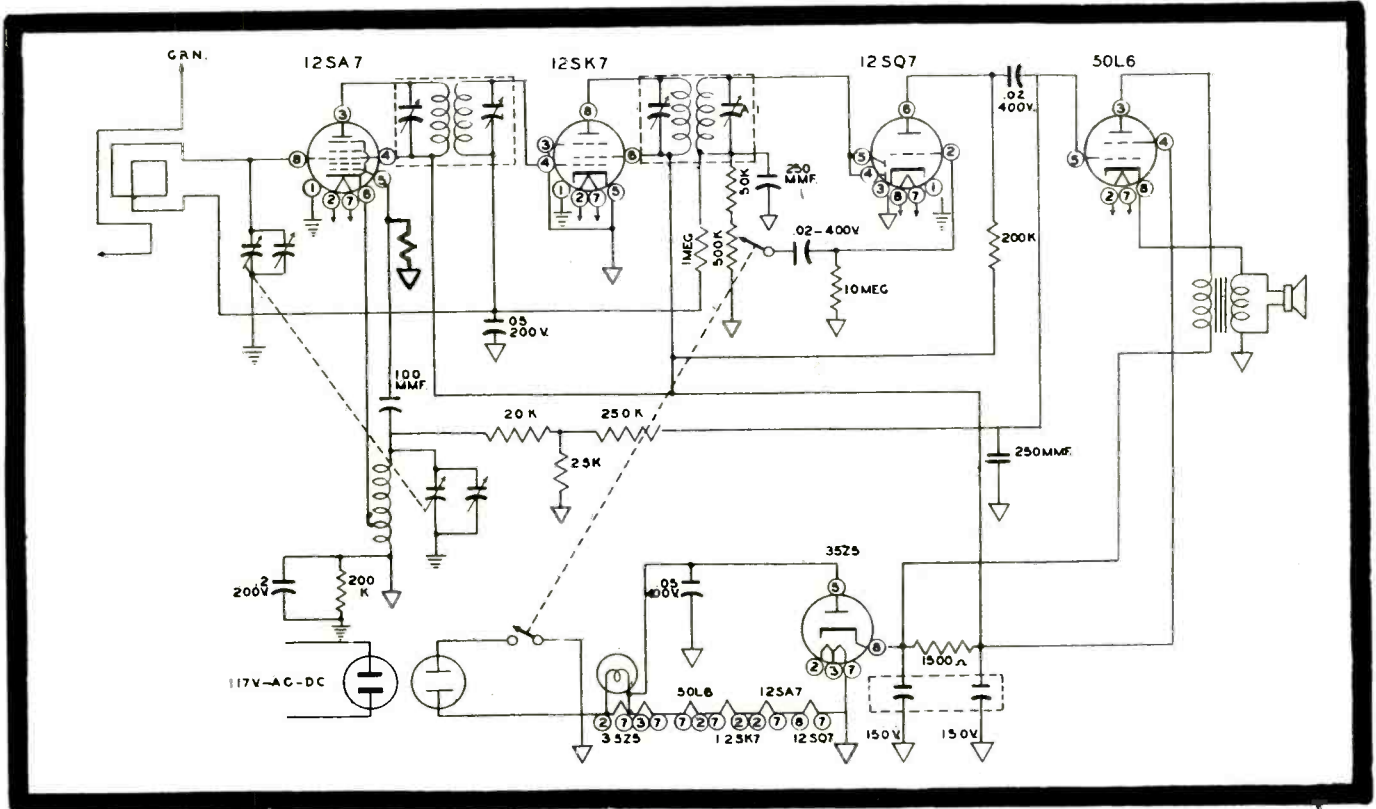 GRN.
12SA7
12SK7
12SQ7
50L6
.02
400V.
3
8
6
3
8
4
5
6
1
2
7
3
4
6
1
5
2
7
5
4
3
2
1
8
7
5
4
2
7
8
50K
250
MMF.
1MEG
500K
.02-400V.
10MEG
200K
.05
200V.
100
MMF.
20K
250K
25K
250MMF.
.2
200V.
200
K
35Z5
5
.05
400V.
8
2
3
7
1500Ω
117V-AC-DC
50L6
12SA7
2
7
3
7
7
2
7
2
2
7
8
7
35Z5
12SK7
12SQ7
150V.
150V.